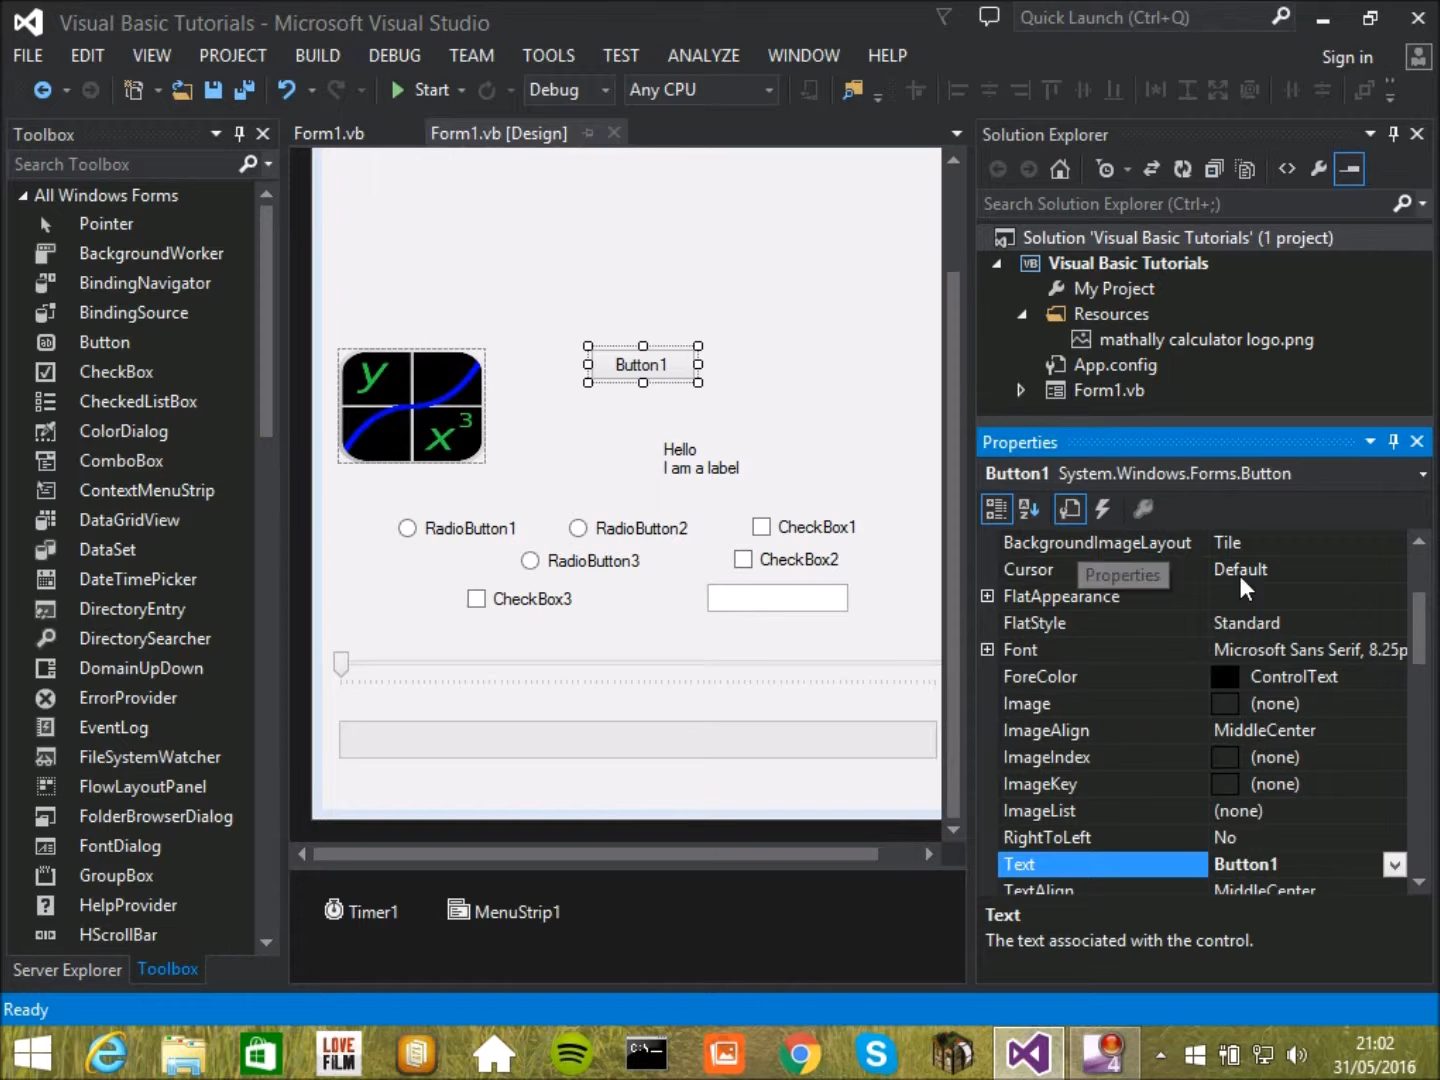 Visual Basic Tutorials - Microsoft Visual Studio
Quick Launch (Ctrl+Q)
FILE EDIT VIEW PROJECT BUILD DEBUG TEAM TOOLS TEST ANALYZE WINDOW HELP
Sign in
Start Debug Any CPU
Toolbox
Search Toolbox
All Windows Forms
Pointer
BackgroundWorker
BindingNavigator
BindingSource
Button
CheckBox
CheckedListBox
ColorDialog
ComboBox
ContextMenuStrip
DataGridView
DataSet
DateTimePicker
DirectoryEntry
DirectorySearcher
DomainUpDown
ErrorProvider
EventLog
FileSystemWatcher
FlowLayoutPanel
FolderBrowserDialog
FontDialog
GroupBox
HelpProvider
HScrollBar
Server Explorer Toolbox
Form1.vb Form1.vb [Design]
y
x3
Button1
Hello
I am a label
RadioButton1 RadioButton2 CheckBox1
RadioButton3 CheckBox2
CheckBox3
Timer1 MenuStrip1
Solution Explorer
Search Solution Explorer (Ctrl+;)
Solution 'Visual Basic Tutorials' (1 project)
VB Visual Basic Tutorials
My Project
Resources
mathally calculator logo.png
App.config
Form1.vb
Properties
Button1 System.Windows.Forms.Button
BackgroundImageLayout Tile
Cursor Default
Properties
FlatAppearance
FlatStyle Standard
Font Microsoft Sans Serif, 8.25p
ForeColor ControlText
Image (none)
ImageAlign MiddleCenter
ImageIndex (none)
ImageKey (none)
ImageList (none)
RightToLeft No
Text Button1
TextAlign MiddleCenter
Text
The text associated with the control.
Ready
LOVE
FILM
C:\
4
21:02
31/05/2016